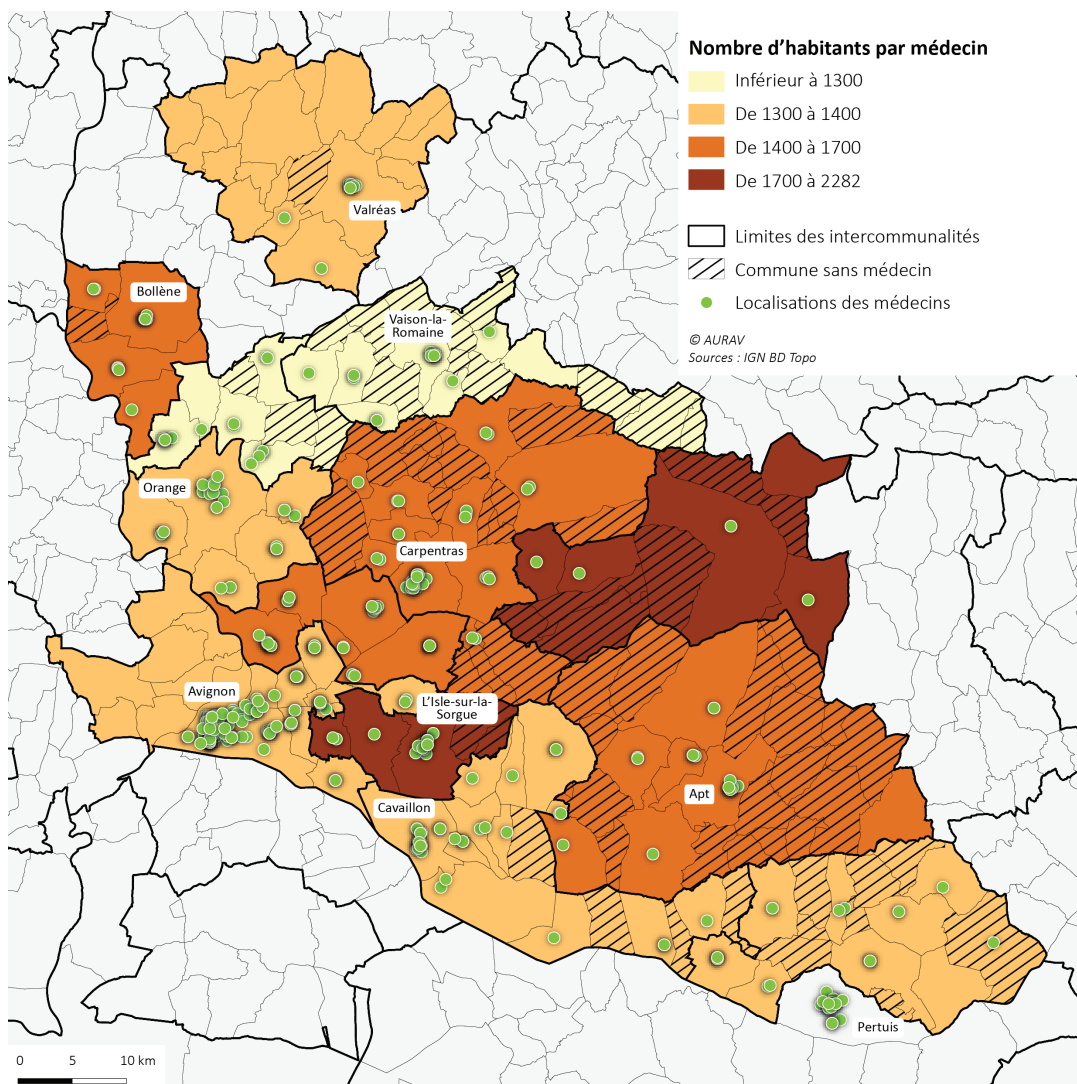 Nombre d’habitants par médecin
Inférieur à 1300
De 1300 à 1400
De 1400 à 1700
De 1700 à 2282
Limites des intercommunalités
Commune sans médecin
Localisations des médecins
© AURAV
Sources : IGN BD Topo
Valréas
Bollène
Vaison-la-
Romaine
Orange
Carpentras
Avignon
L’Isle-sur-la-
Sorgue
Cavaillon
Apt
Pertuis
0 5 10 km